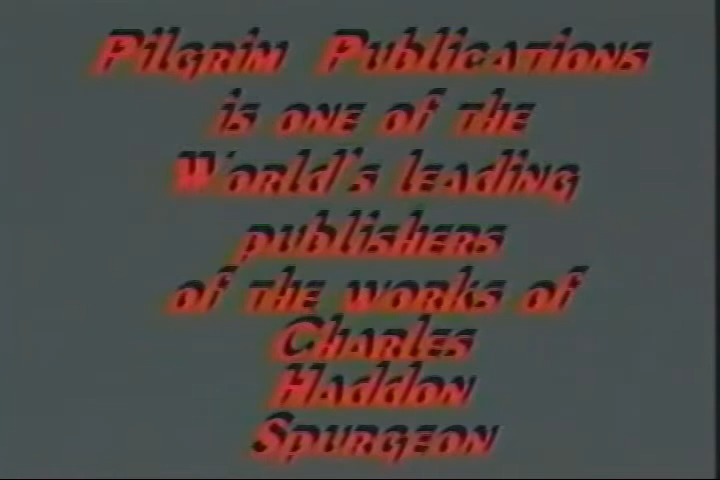 Pilgrim Publications
is one of the
World's leading
publishers
of the works of
Charles
Haddon
Spurgeon